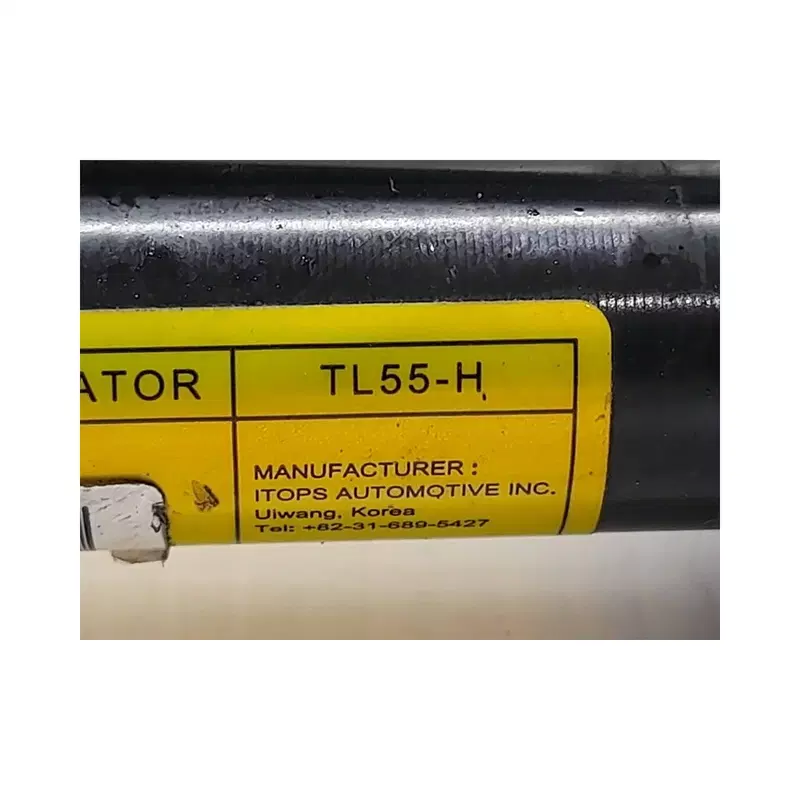 ATOR
TL55-H
MANUFACTURER :
ITOPS AUTOMOTIVE INC.
Uiwang, Korea
Tel: +82-31-689-5427